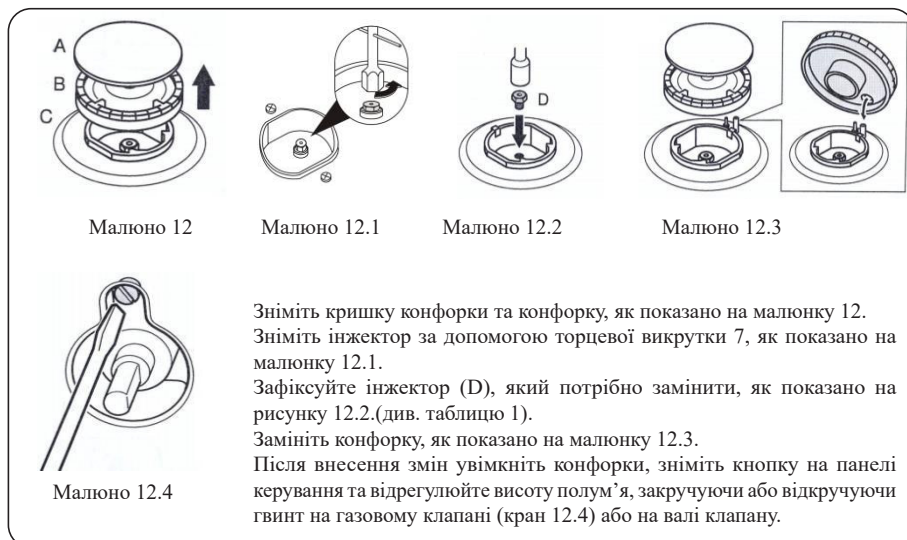 A
B
C
D
Малюно 12
Малюно 12.1
Малюно 12.2
Малюно 12.3
Малюно 12.4
Зніміть кришку конфорки та конфорку, як показано на малюнку 12.
Зніміть інжектор за допомогою торцевої викрутки 7, як показано на
малюнку 12.1.
Зафіксуйте інжектор (D), який потрібно замінити, як показано на
рисунку 12.2.(див. таблицю 1).
Замініть конфорку, як показано на малюнку 12.3.
Після внесення змін увімкніть конфорки, зніміть кнопку на панелі
керування та відрегулюйте висоту полум’я, закручуючи або відкручуючи
гвинт на газовому клапані (кран 12.4) або на валі клапану.